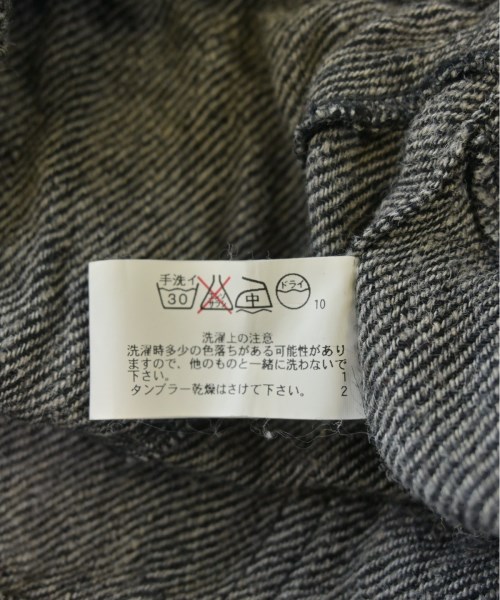 手洗イ ドライ
30 中 10
洗濯上の注意
洗濯時多少の色落ちがある可能性があり
ますので、他のものと一緒に洗わないで
下さい。 1
タンブラー乾燥はさけて下さい。 2